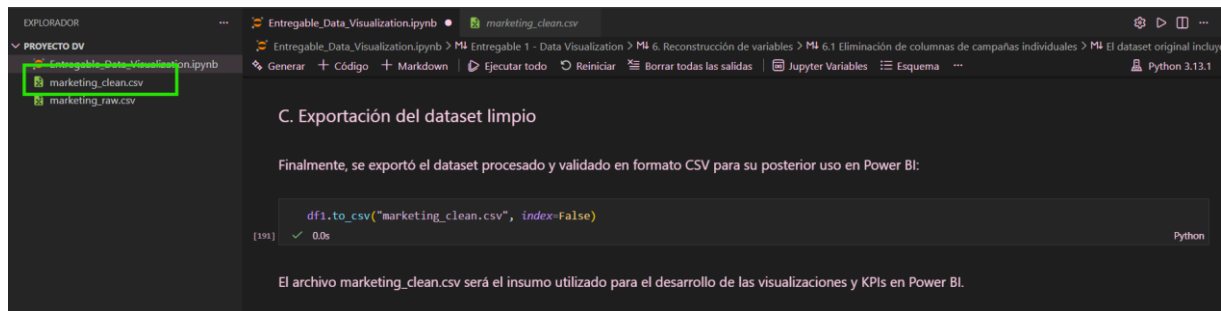 EXPLORADOR ...
Entregable_Data_Visualization.ipynb
marketing_clean.csv
PROYECTO DV
Entregable_Data_Visualization.ipynb
marketing_clean.csv
marketing_raw.csv
Entregable_Data_Visualization.ipynb > M↓ Entregable 1 - Data Visualization > M↓ 6. Reconstrucción de variables > M↓ 6.1 Eliminación de columnas de campañas individuales > M↓ El dataset original incluy
Generar + Código + Markdown | Ejecutar todo Reiniciar Borrar todas las salidas | Jupyter Variables Esquema ... Python 3.13.1
C. Exportación del dataset limpio
Finalmente, se exportó el dataset procesado y validado en formato CSV para su posterior uso en Power BI:
df1.to_csv("marketing_clean.csv", index=False)
[191] ✓ 0.0s Python
El archivo marketing_clean.csv será el insumo utilizado para el desarrollo de las visualizaciones y KPIs en Power BI.